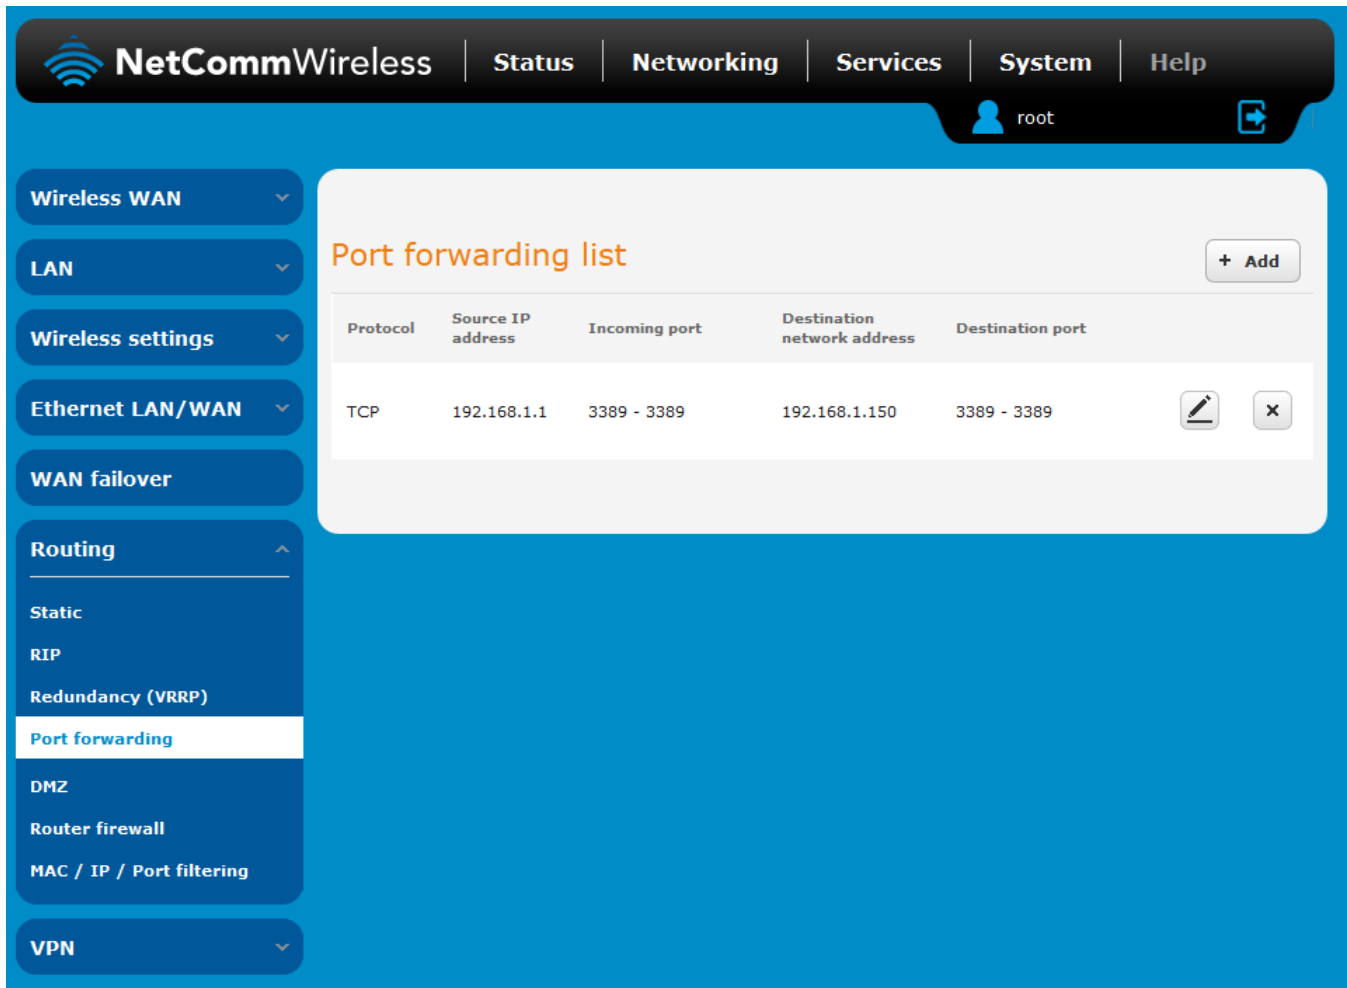 NetCommWireless Status Networking Services System Help
root
Wireless WAN
LAN
Wireless settings
Ethernet LAN/WAN
WAN failover
Routing
Static
RIP
Redundancy (VRRP)
Port forwarding
DMZ
Router firewall
MAC / IP / Port filtering
VPN
Port forwarding list
+ Add
Protocol Source IP address Incoming port Destination network address Destination port
TCP 192.168.1.1 3389 - 3389 192.168.1.150 3389 - 3389